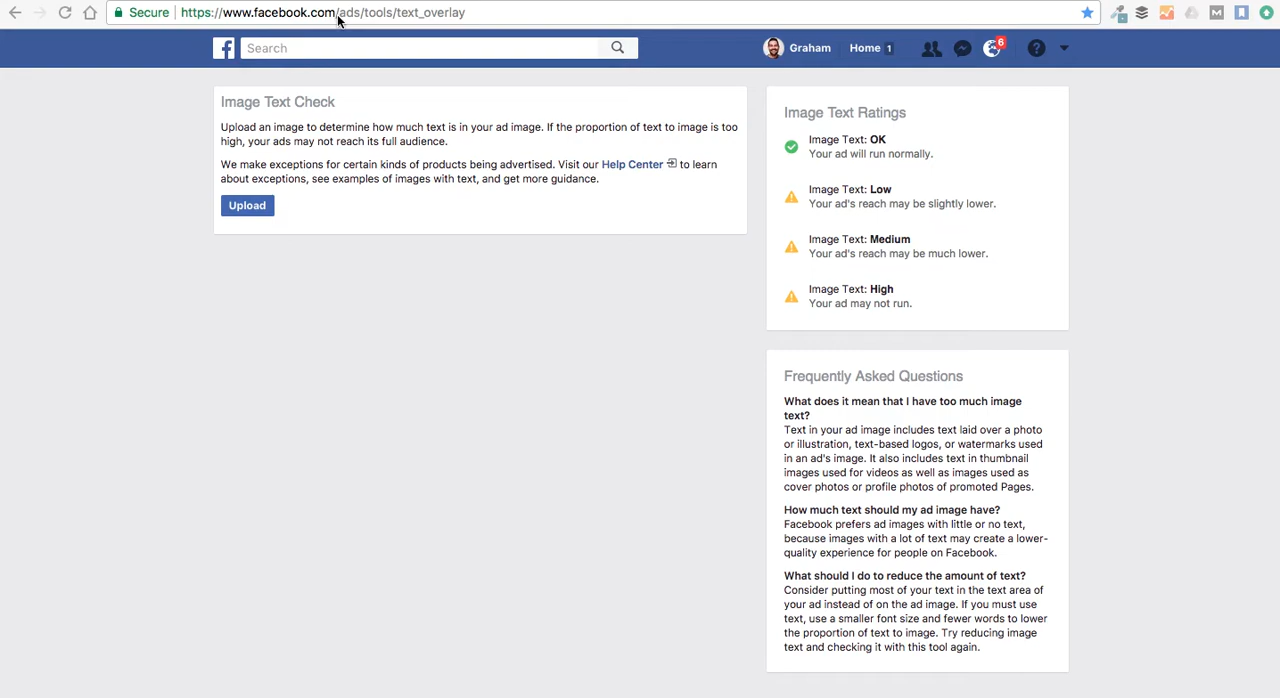 Secure
https://www.facebook.com/ads/tools/text_overlay
Search
Graham
Home 1
6
Image Text Check
Upload an image to determine how much text is in your ad image. If the proportion of text to image is too
high, your ads may not reach its full audience.
We make exceptions for certain kinds of products being advertised. Visit our Help Center to learn
about exceptions, see examples of images with text, and get more guidance.
Upload
Image Text Ratings
Image Text: OK
Your ad will run normally.
Image Text: Low
Your ad's reach may be slightly lower.
Image Text: Medium
Your ad's reach may be much lower.
Image Text: High
Your ad may not run.
Frequently Asked Questions
What does it mean that I have too much image
text?
Text in your ad image includes text laid over a photo
or illustration, text-based logos, or watermarks used
in an ad's image. It also includes text in thumbnail
images used for videos as well as images used as
cover photos or profile photos of promoted Pages.
How much text should my ad image have?
Facebook prefers ad images with little or no text,
because images with a lot of text may create a lower-
quality experience for people on Facebook.
What should I do to reduce the amount of text?
Consider putting most of your text in the text area of
your ad instead of on the ad image. If you must use
text, use a smaller font size and fewer words to lower
the proportion of text to image. Try reducing image
text and checking it with this tool again.